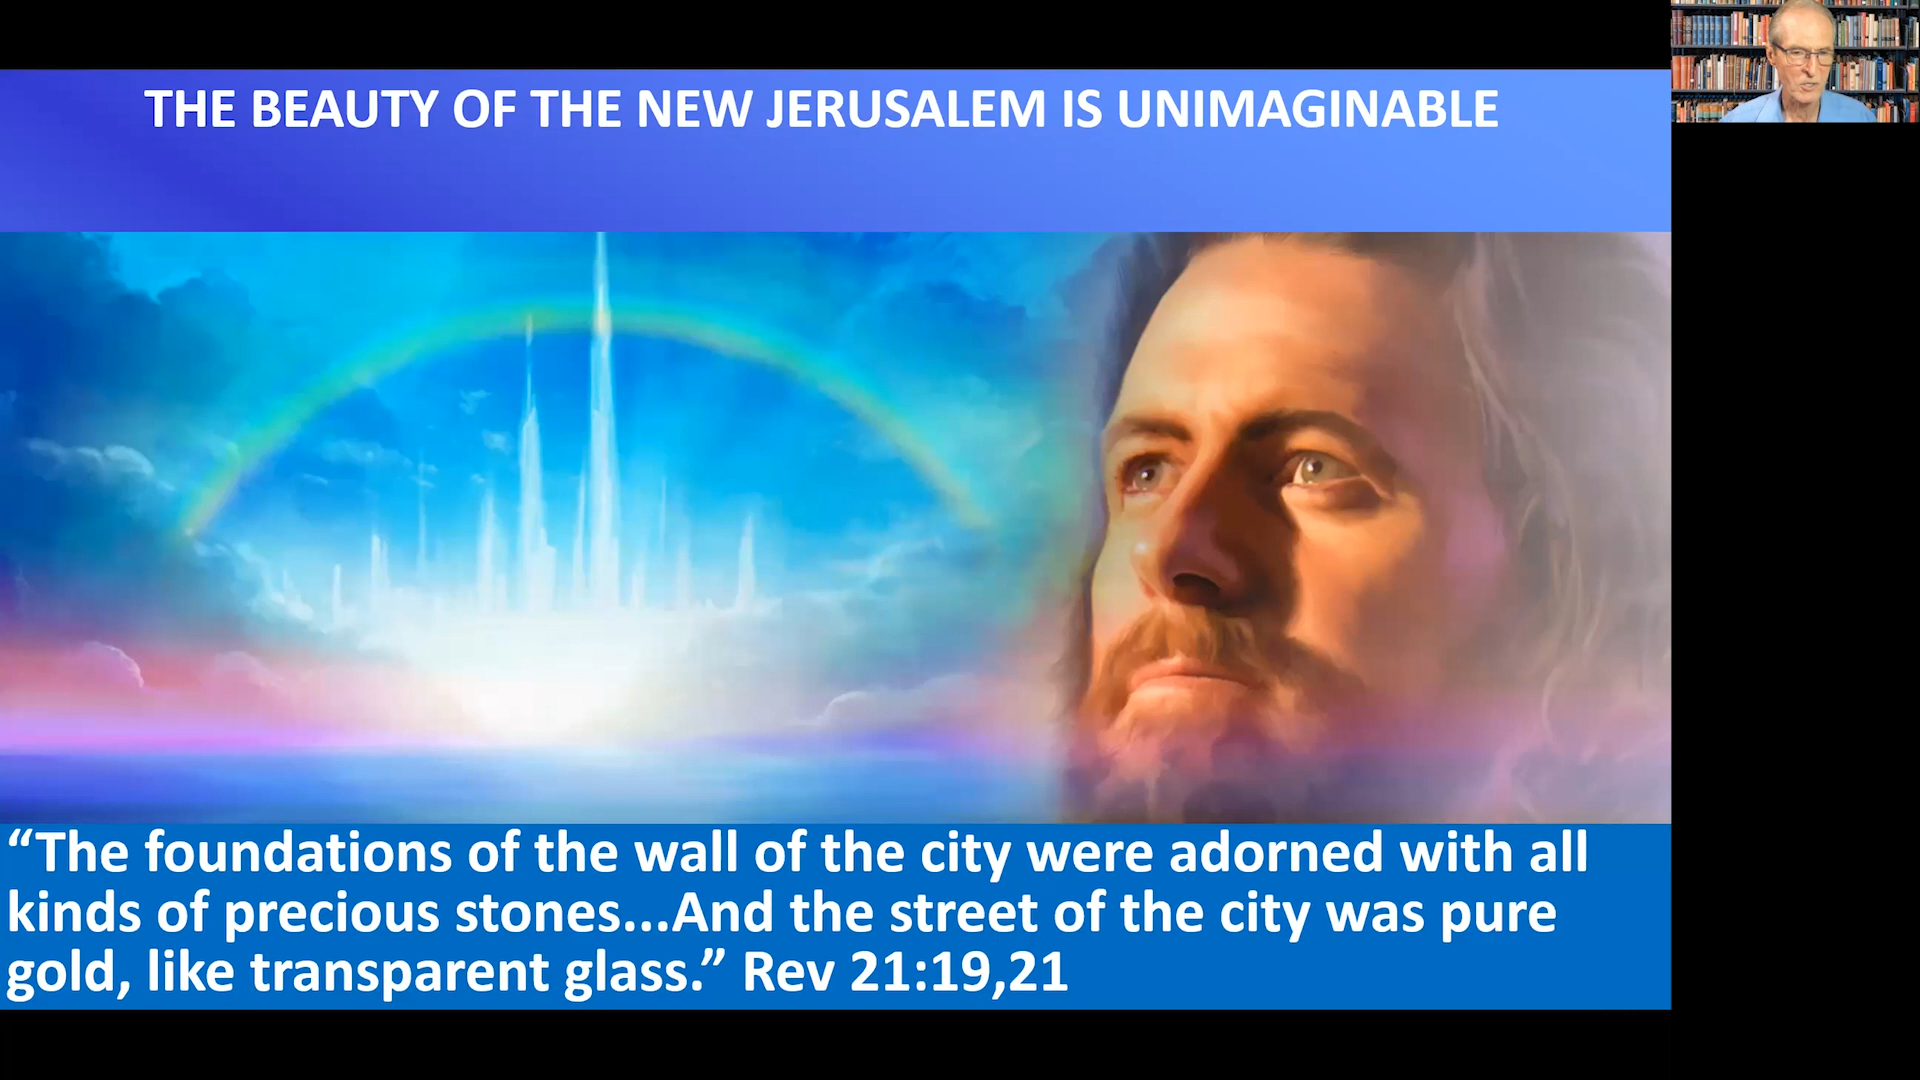 THE BEAUTY OF THE NEW JERUSALEM IS UNIMAGINABLE
“The foundations of the wall of the city were adorned with all
kinds of precious stones...And the street of the city was pure
gold, like transparent glass.” Rev 21:19,21